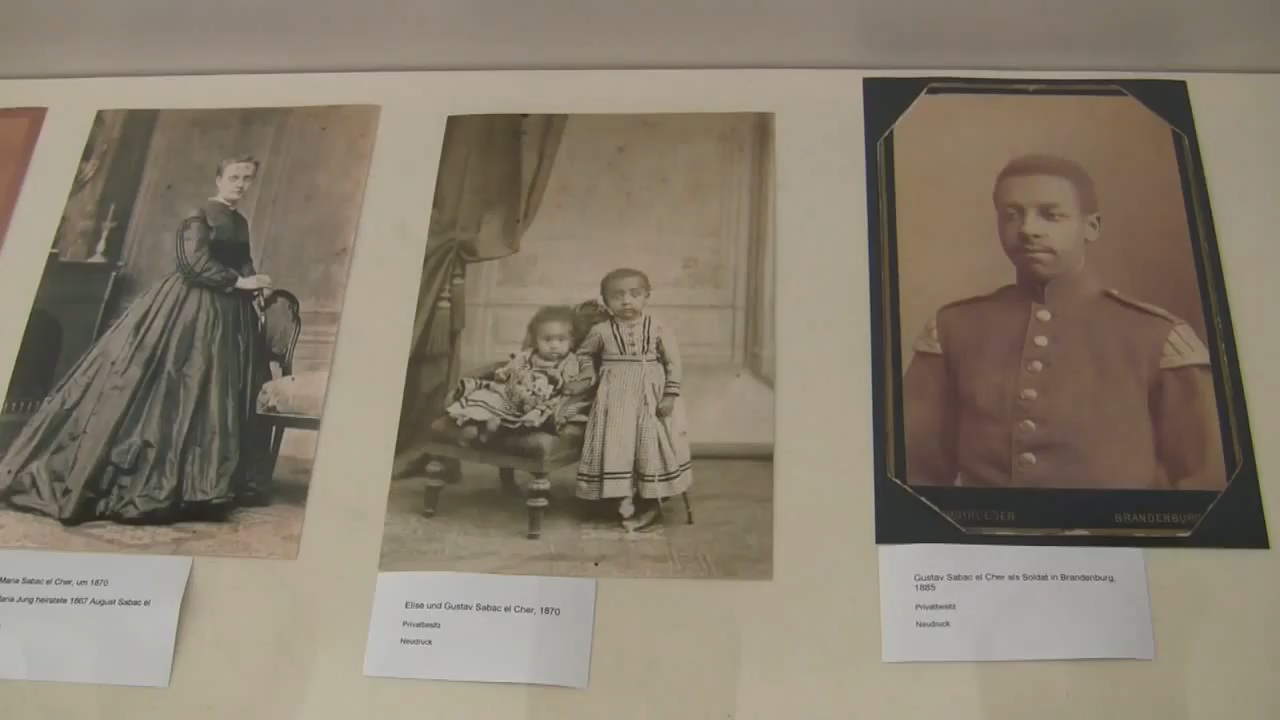 Maria Sabac el Cher, um 1870
Maria Jung heiratete 1867 August Sabac el
Elise und Gustav Sabac el Cher, 1870
Privatbesitz
Neudruck
BRANDENBURG
Gustav Sabac el Cher als Soldat in Brandenburg,
1885
Privatbesitz
Neudruck